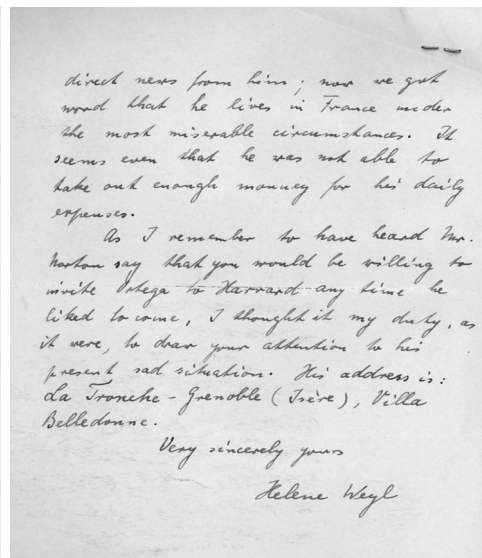 direct news from him; now we got
word that he lives in France under
the most miserable circumstances. It
seems even that he was not able to
take out enough monney for his daily
expenses.
As I remember to have heard Mr.
Norton say that you would be willing to
invite Ortega to Harvard any time he
liked to come, I thought it my duty, as
it were, to draw your attention to his
present sad situation. His address is:
La Tronche - Grenoble (Isère), Villa
Belledonne.
Very sincerely yours
Helene Weyl